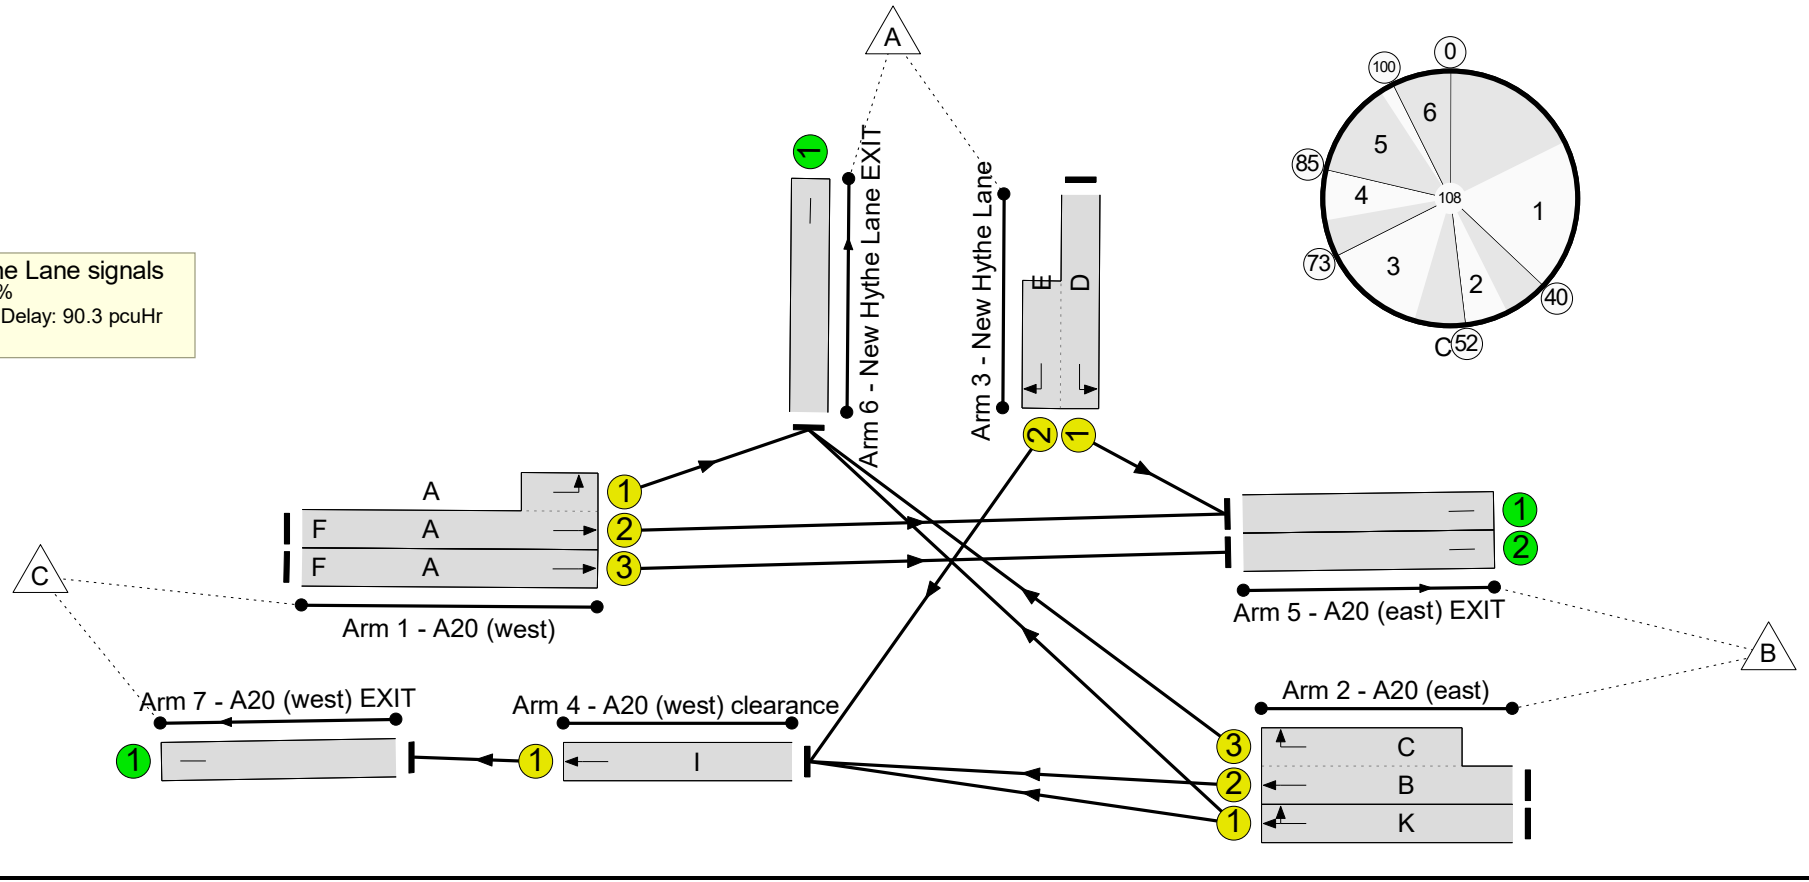 A
0
100
6
5
85
4
108
1
73
3
2
40
C
52
1
Arm 6 - New Hythe Lane EXIT
Arm 3 - New Hythe Lane
E
D
2
1
Lane signals
%
Delay: 90.3 pcuHr
A
1
F
A
2
F
A
3
Arm 1 - A20 (west)
C
1
2
Arm 5 - A20 (east) EXIT
B
Arm 7 - A20 (west) EXIT
1
Arm 4 - A20 (west) clearance
1
I
Arm 2 - A20 (east)
3
C
2
B
1
K